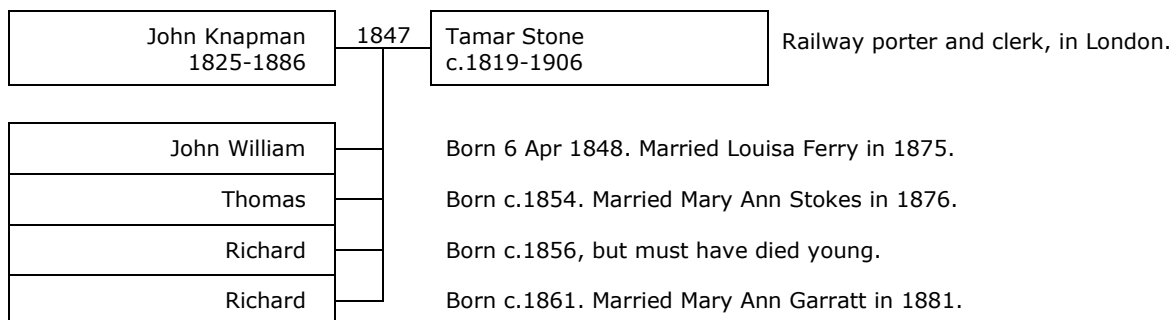 John Knapman
1825-1886
1847
Tamar Stone
c.1819-1906
Railway porter and clerk, in London.
John William
Born 6 Apr 1848. Married Louisa Ferry in 1875.
Thomas
Born c.1854. Married Mary Ann Stokes in 1876.
Richard
Born c.1856, but must have died young.
Richard
Born c.1861. Married Mary Ann Garratt in 1881.